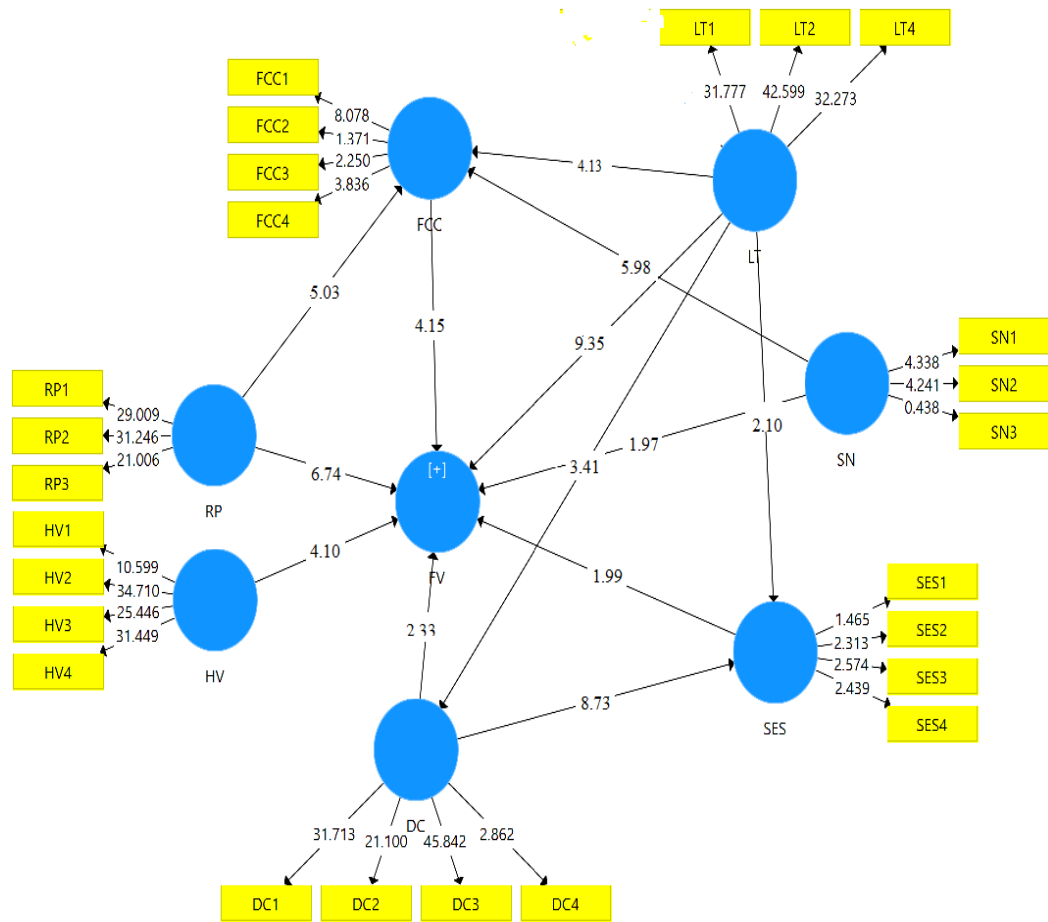 LT1
LT2
LT4
31.777
42.599
32.273
FCC1
FCC2
FCC3
FCC4
8.078
1.371
2.250
3.836
FCC
4.13
LT
5.98
5.03
4.15
9.35
SN1
SN2
SN3
4.338
4.241
0.438
SN
RP1
RP2
RP3
29.009
31.246
21.006
RP
6.74
[+]
FV
1.97
2.10
3.41
HV1
HV2
HV3
HV4
10.599
34.710
25.446
31.449
HV
4.10
1.99
2.33
SES1
SES2
SES3
SES4
1.465
2.313
2.574
2.439
SES
8.73
DC
31.713
21.100
45.842
2.862
DC1
DC2
DC3
DC4